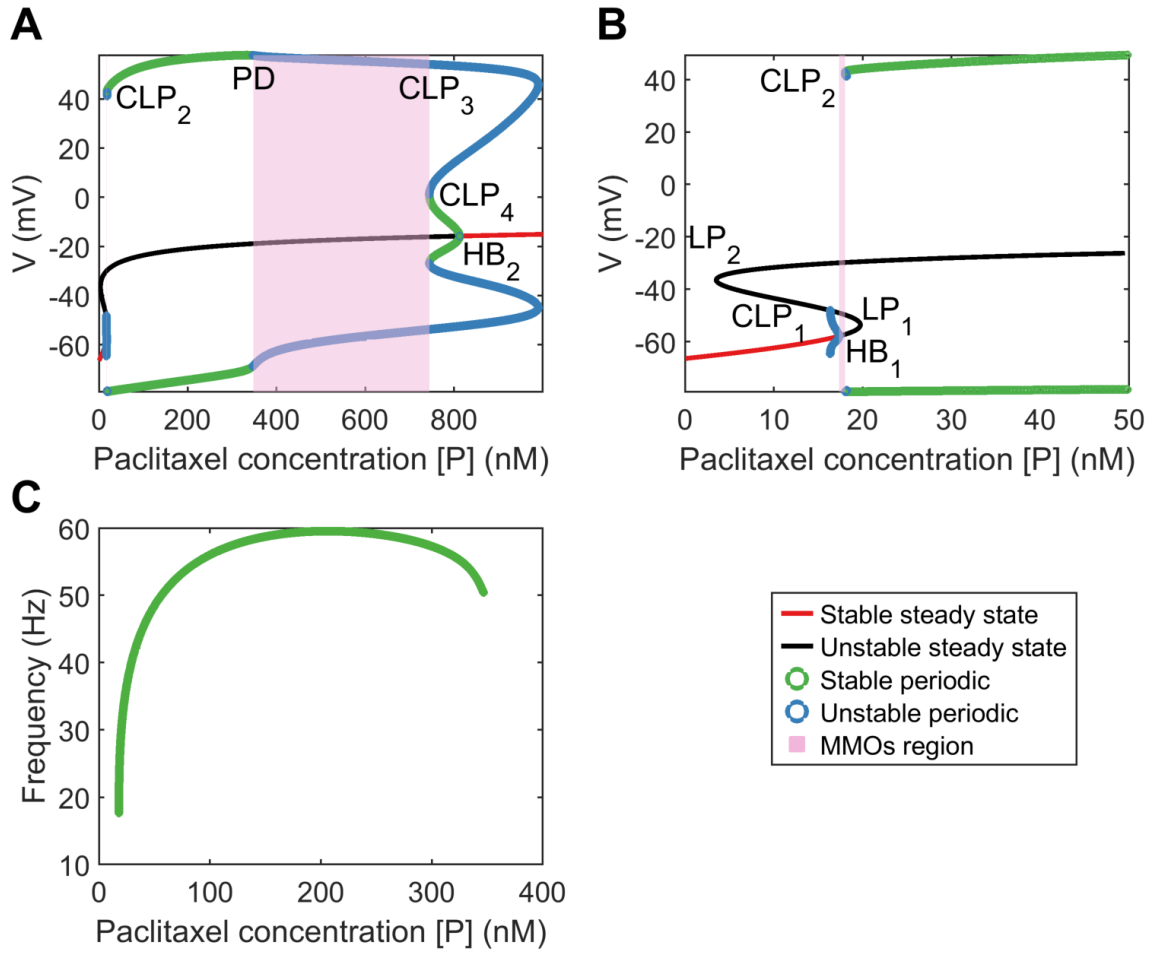 A
40
20
0
-20
-40
-60
V (mV)
CLP2
PD
CLP3
CLP4
HB2
0 200 400 600 800
Paclitaxel concentration [P] (nM)
B
40
20
0
-20
-40
-60
V (mV)
CLP2
LP2
CLP1
LP1
HB1
0 10 20 30 40 50
Paclitaxel concentration [P] (nM)
C
60
50
40
30
20
10
Frequency (Hz)
0 100 200 300 400
Paclitaxel concentration [P] (nM)
Stable steady state
Unstable steady state
Stable periodic
Unstable periodic
MMOs region